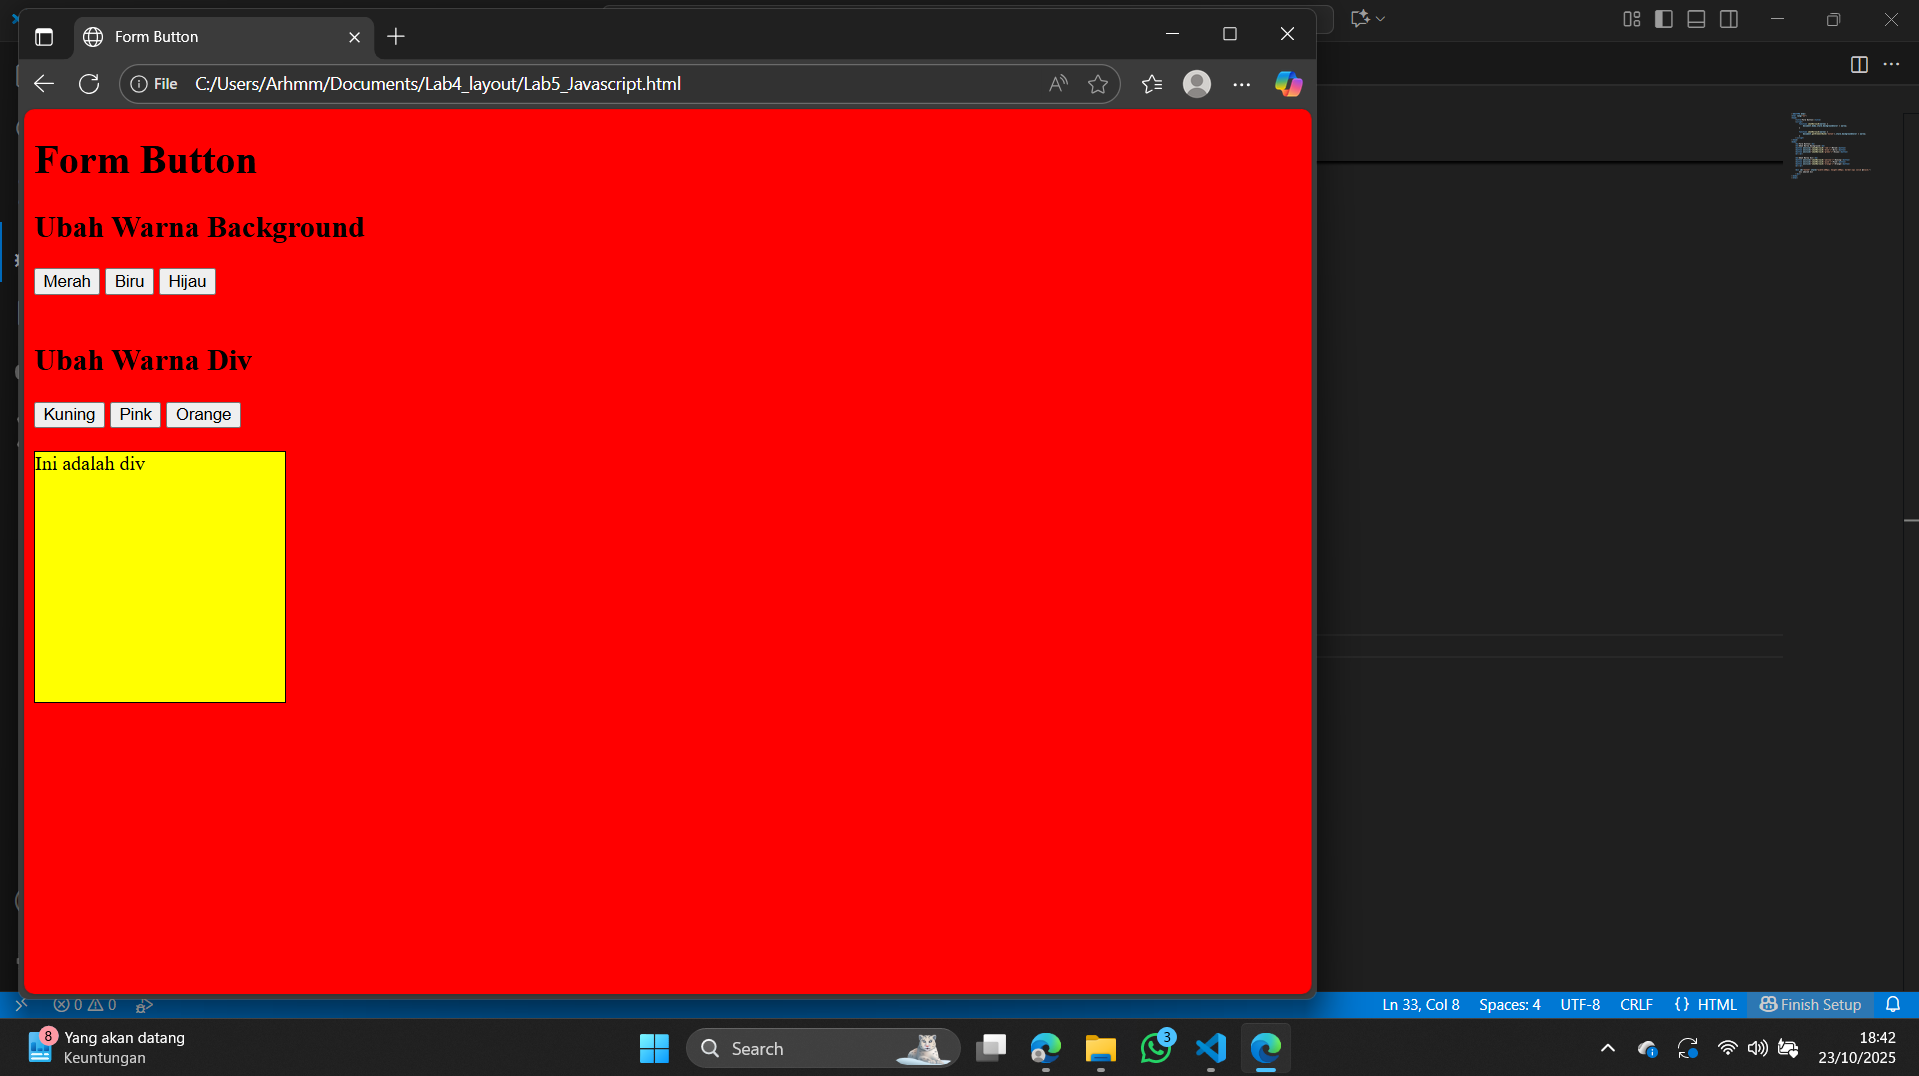 Form Button
File C:/Users/Arhmm/Documents/Lab4_layout/Lab5_Javascript.html
Form Button
Ubah Warna Background
Merah Biru Hijau
Ubah Warna Div
Kuning Pink Orange
Ini adalah div
0 0 Ln 33, Col 8 Spaces: 4 UTF-8 CRLF {} HTML Finish Setup
8 Yang akan datang
Keuntungan
Search
3
18:42
23/10/2025